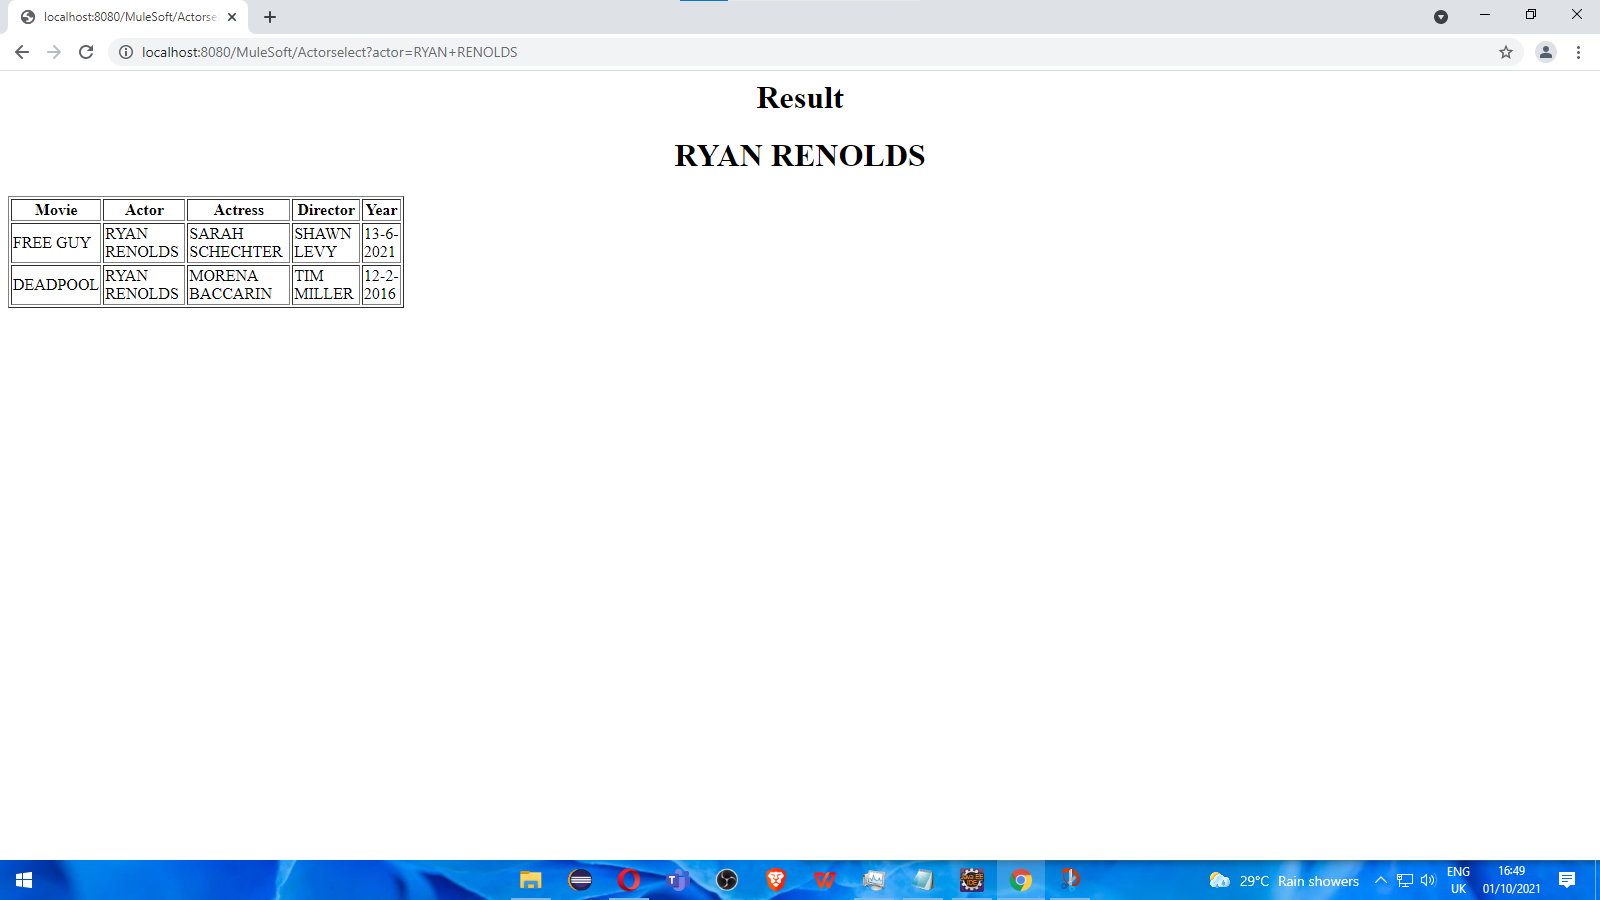 localhost:8080/MuleSoft/Actorse
localhost:8080/MuleSoft/Actorselect?actor=RYAN+RENOLDS
Result
RYAN RENOLDS
Movie Actor Actress Director Year
FREE GUY RYAN RENOLDS SARAH SCHECHTER SHAWN LEVY 13-6-2021
DEADPOOL RYAN RENOLDS MORENA BACCARIN TIM MILLER 12-2-2016
29°C Rain showers
ENG
UK
16:49
01/10/2021